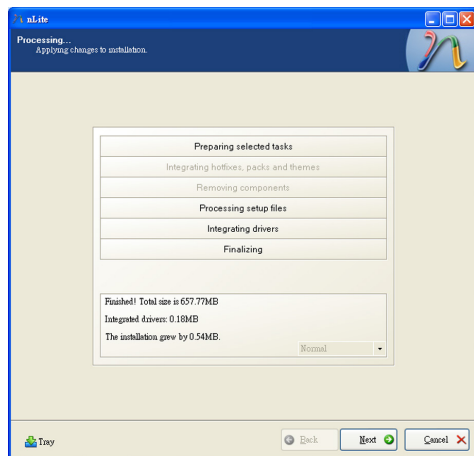 nLite
Processing...
Applying changes to installation.
Preparing selected tasks
Integrating hotfixes, packs and themes
Removing components
Processing setup files
Integrating drivers
Finalizing
Finished! Total size is 657.77MB
Integrated drivers: 0.18MB
The installation grew by 0.54MB.
Normal
Tray
Back
Next
Cancel